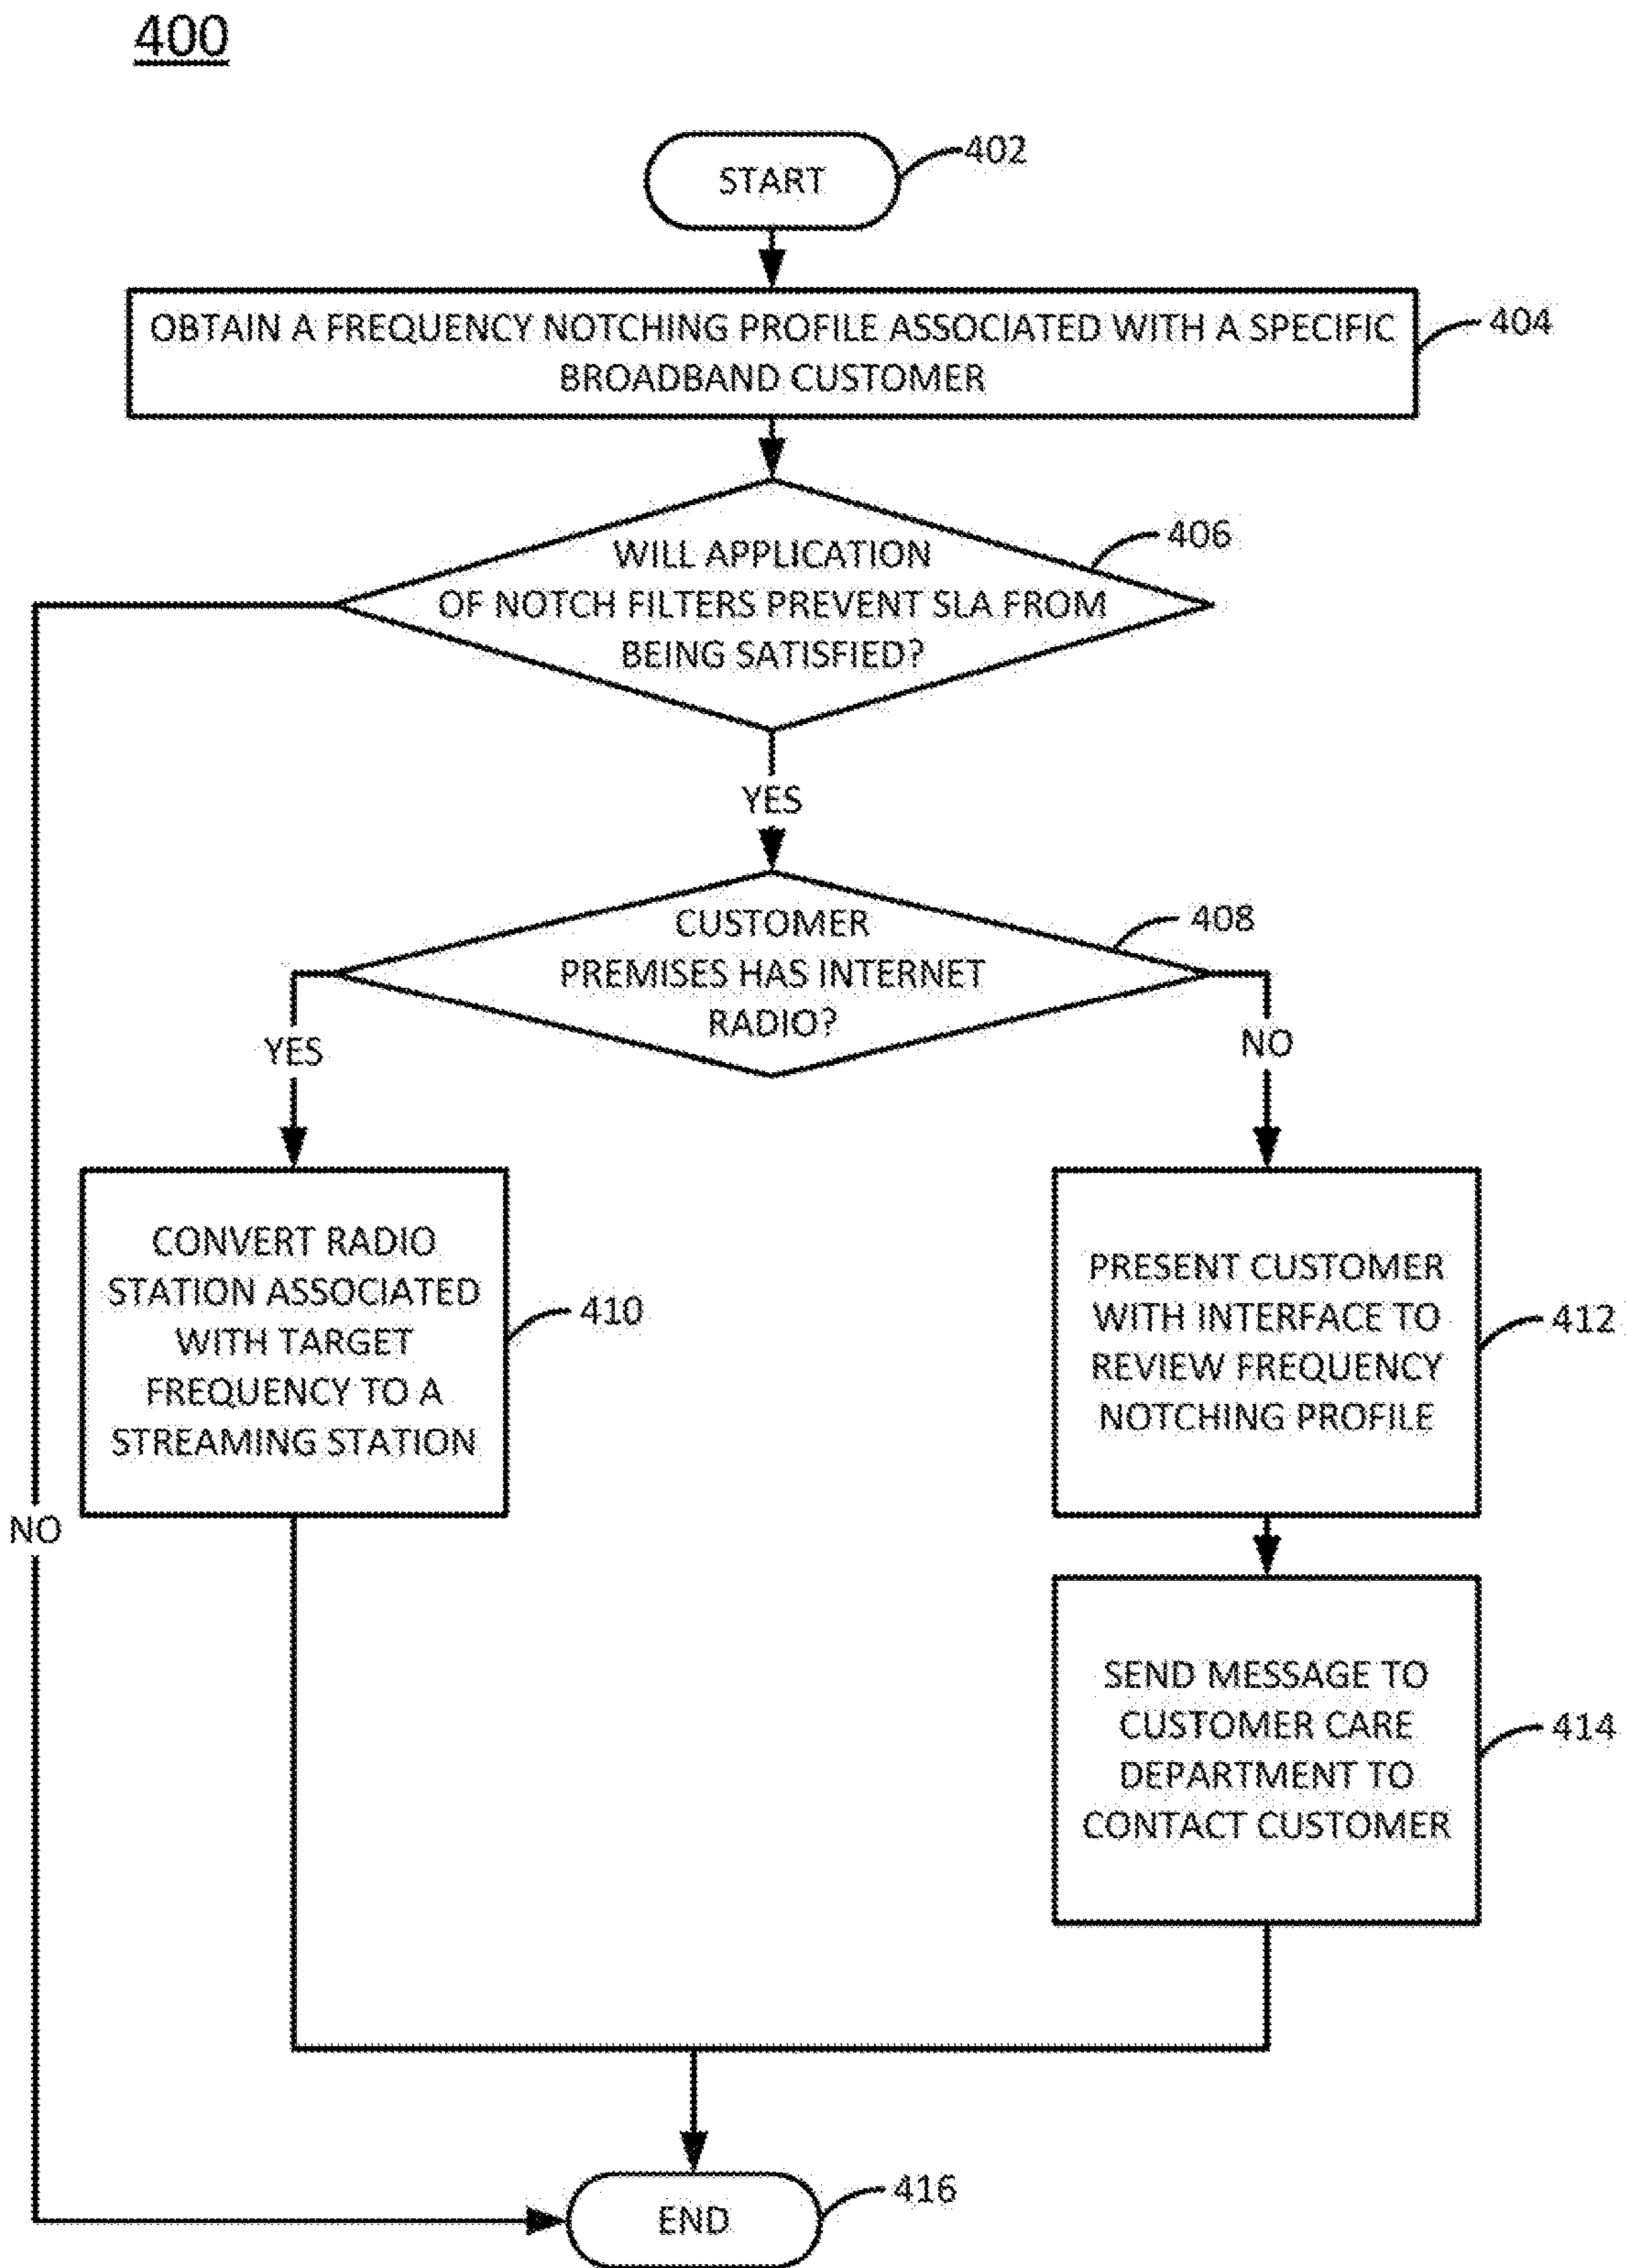 400
START
402
OBTAIN A FREQUENCY NOTCHING PROFILE ASSOCIATED WITH A SPECIFIC
BROADBAND CUSTOMER
404
WILL APPLICATION
OF NOTCH FILTERS PREVENT SLA FROM
BEING SATISFIED?
406
YES
CUSTOMER
PREMISES HAS INTERNET
RADIO?
408
YES
NO
CONVERT RADIO
STATION ASSOCIATED
WITH TARGET
FREQUENCY TO A
STREAMING STATION
410
PRESENT CUSTOMER
WITH INTERFACE TO
REVIEW FREQUENCY
NOTCHING PROFILE
412
NO
SEND MESSAGE TO
CUSTOMER CARE
DEPARTMENT TO
CONTACT CUSTOMER
414
END
416